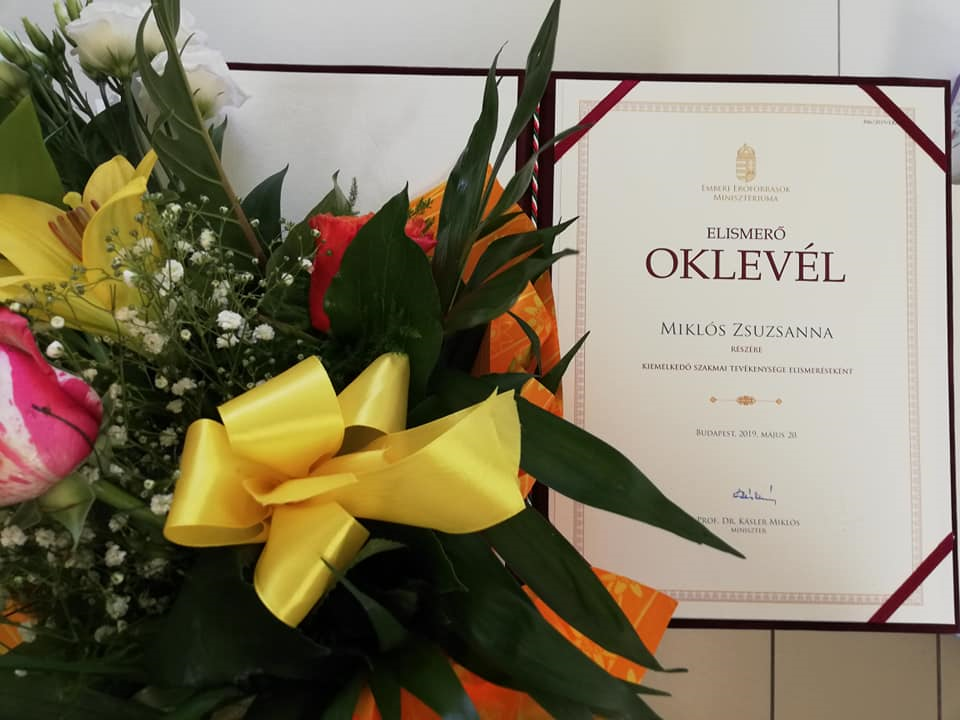 Emberi Erőforrások
Minisztériuma
Elismerő
Oklevél
Miklós Zsuzsanna
részére
kiemelkedő szakmai tevékenysége elismeréseként
Budapest, 2019. május 20.
Prof. Dr. Kásler Miklós
miniszter